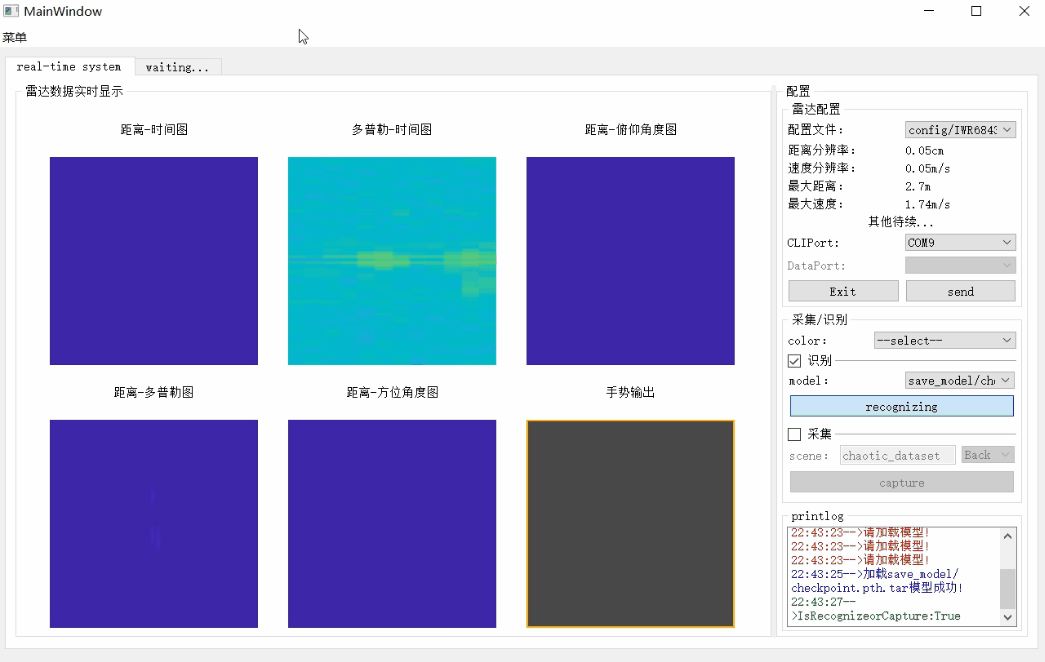 MainWindow
菜单
real-time system
waiting...
雷达数据实时显示
距离-时间图
多普勒-时间图
距离-俯仰角度图
距离-多普勒图
距离-方位角度图
手势输出
配置
雷达配置
配置文件:
config/IWR6843
距离分辨率:
0.05cm
速度分辨率:
0.05m/s
最大距离:
2.7m
最大速度:
1.74m/s
其他待续...
CLIPort:
COM9
DataPort:
Exit
send
采集/识别
color:
--select--
识别
model:
save_model/che
recognizing
采集
scene:
chaotic_dataset
Back
capture
printlog
22:43:23-->请加载模型!
22:43:23-->请加载模型!
22:43:23-->请加载模型!
22:43:25-->加载save_model/
checkpoint.pth.tar模型成功!
22:43:27--
>IsRecognizeorCapture:True